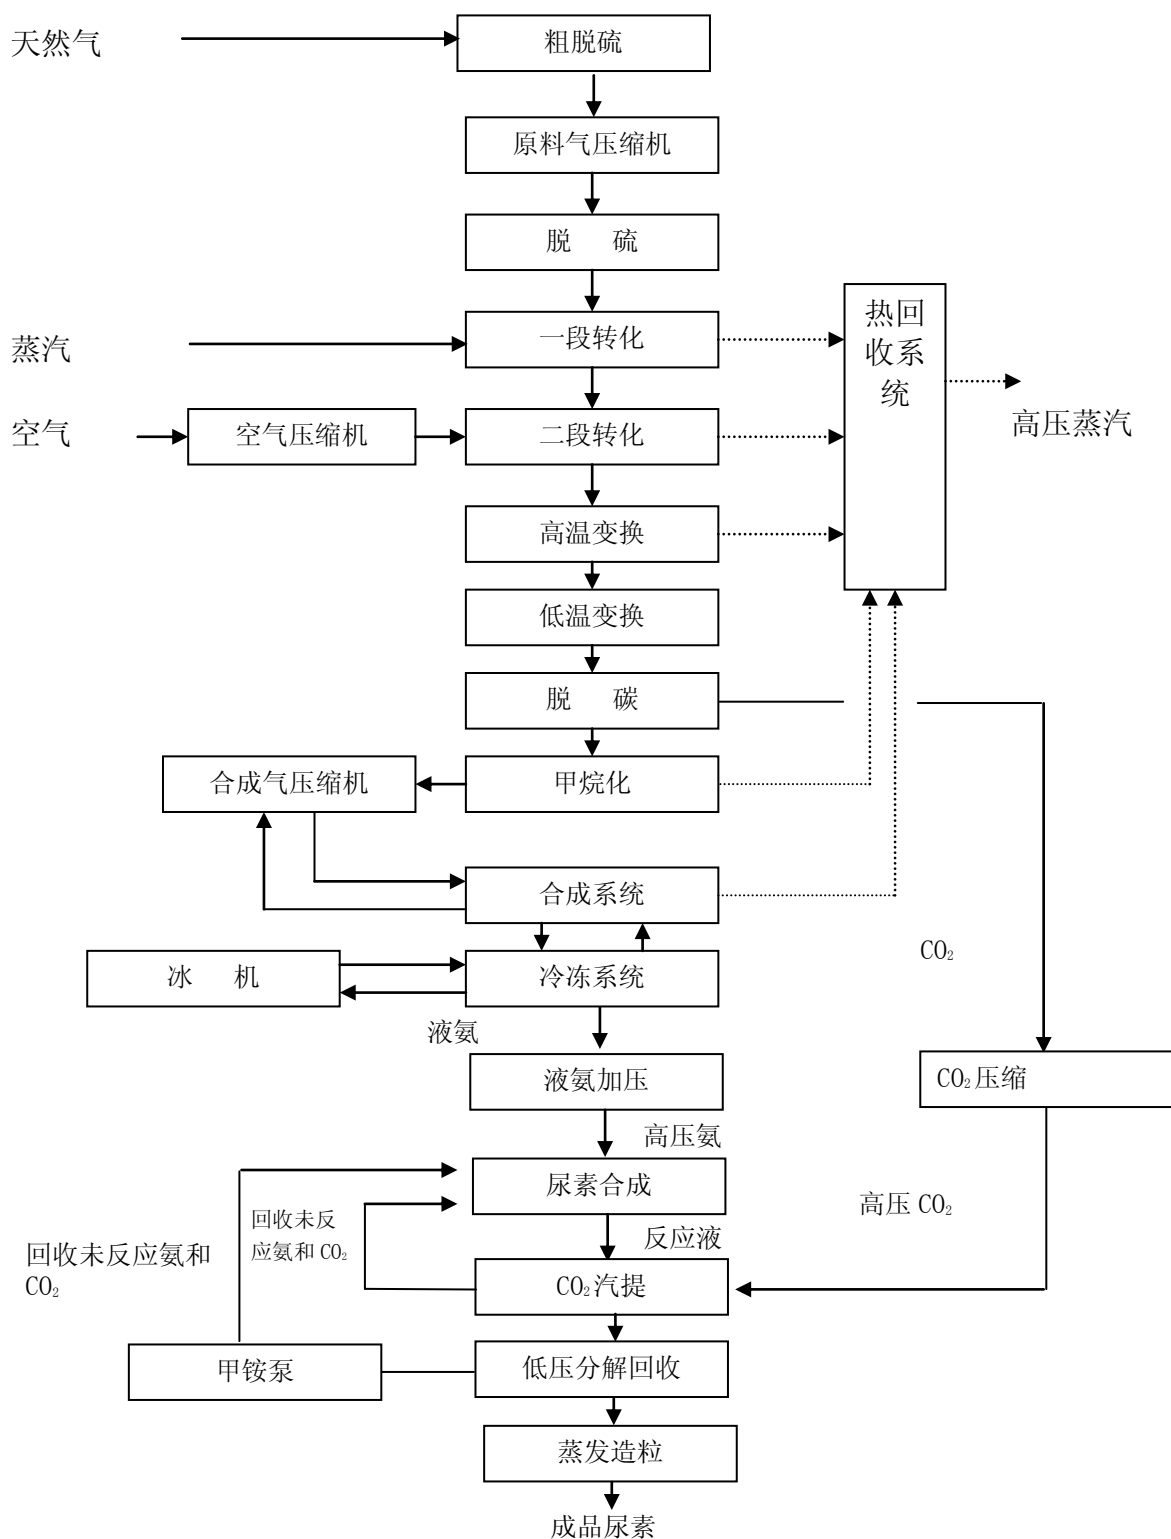 天然气
粗脱硫
原料气压缩机
脱 硫
热回
收系
统
蒸汽
一段转化
空气
空气压缩机
二段转化
高压蒸汽
高温变换
低温变换
脱 碳
合成气压缩机
甲烷化
合成系统
CO₂
冰 机
冷冻系统
液氨
液氨加压
CO₂压缩
高压氨
尿素合成
高压 CO₂
回收未反
应氨和 CO₂
反应液
回收未反应氨和
CO₂
CO₂汽提
甲铵泵
低压分解回收
蒸发造粒
成品尿素